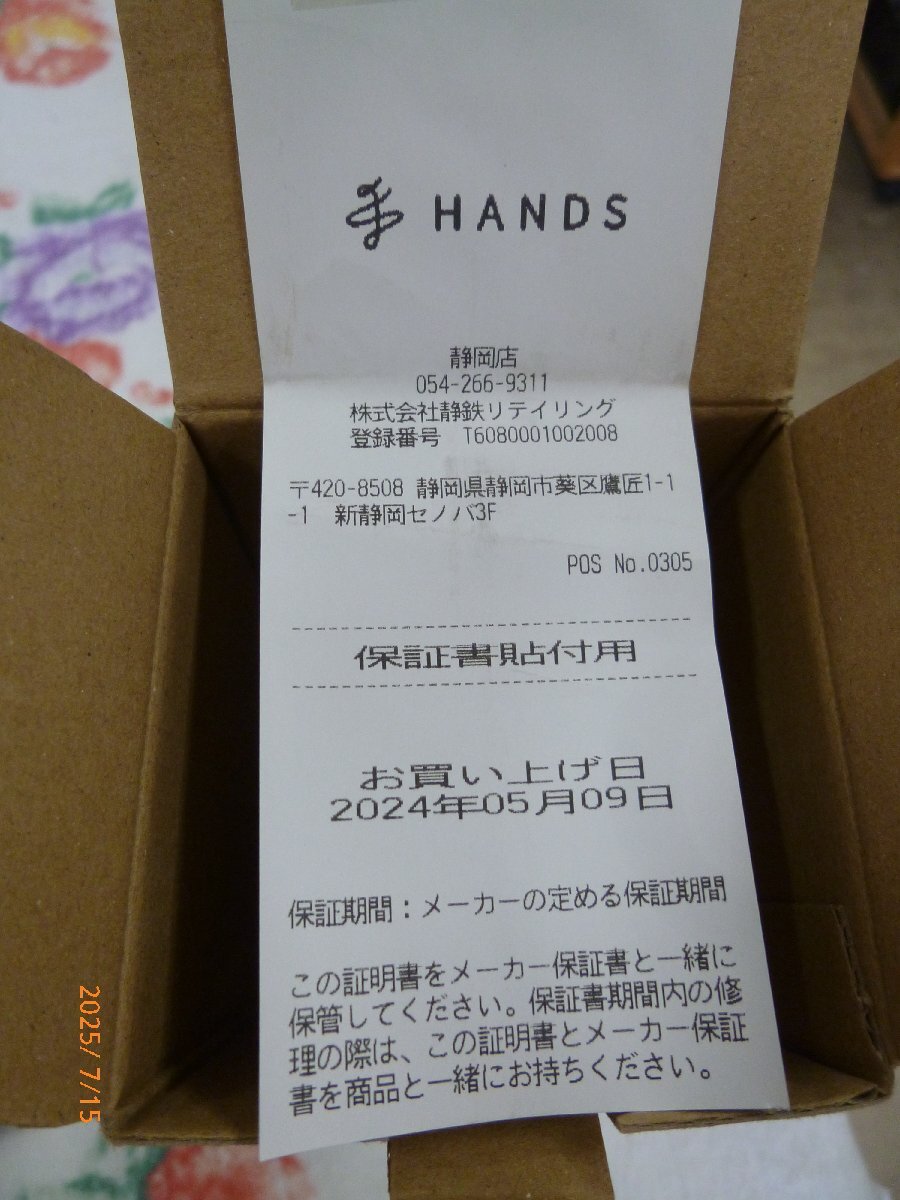 HANDS
静岡店
054-266-9311
株式会社静鉄リテイリング
登録番号 T6080001002008
〒420-8508 静岡県静岡市葵区鷹匠1-1
-1 新静岡セノバ3F
POS No.0305
保証書貼付用
お買い上げ日
2024年05月09日
保証期間：メーカーの定める保証期間
この証明書をメーカー保証書と一緒に
保管してください。保証書期間内の修
理の際は、この証明書とメーカー保証
書を商品と一緒にお持ちください。
2025/ 7/15